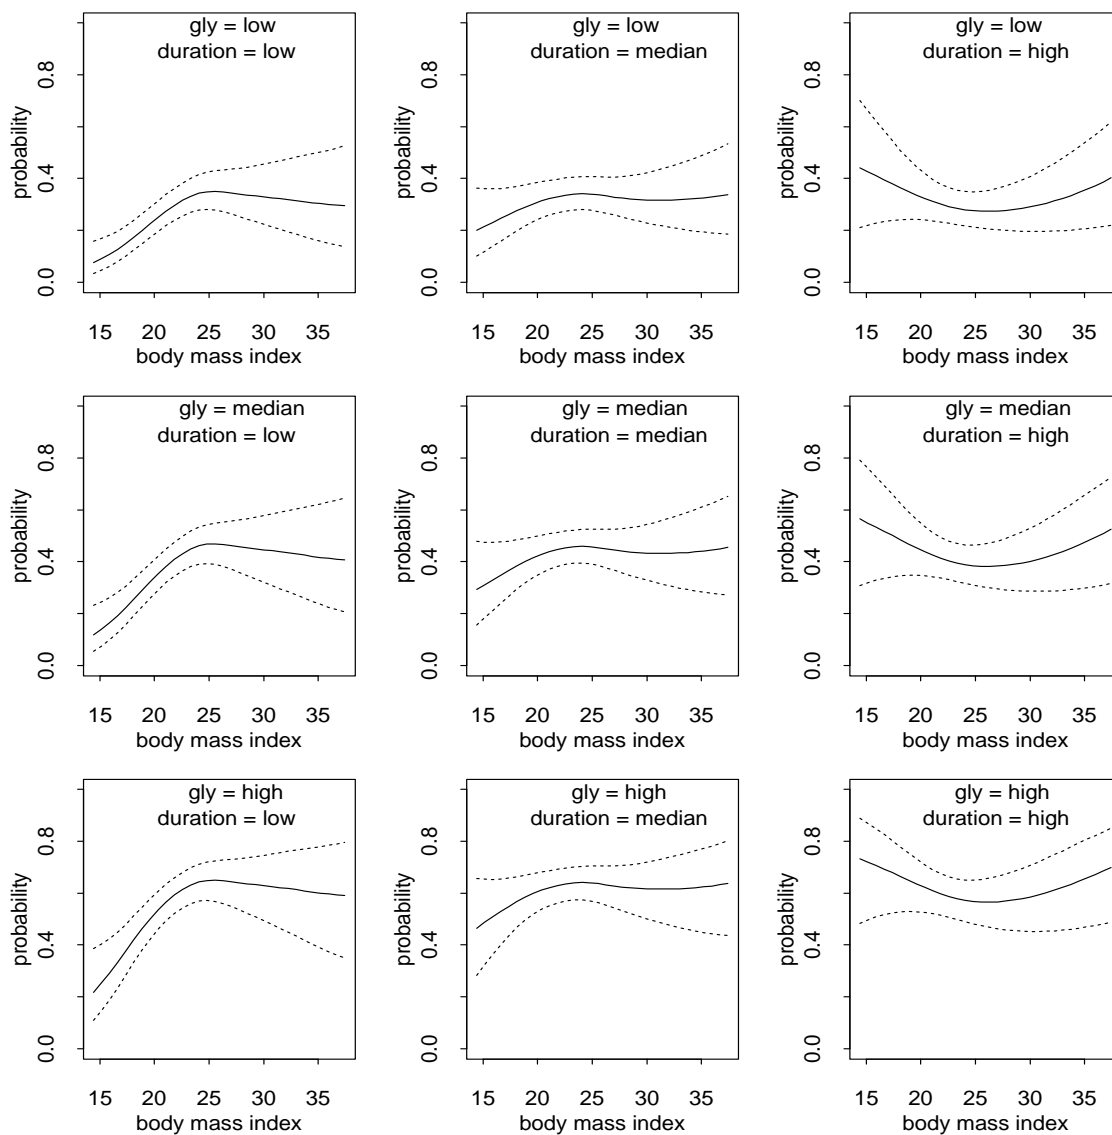 gly = low
duration = low
probability
0.0 0.4 0.8
15 20 25 30 35
body mass index
gly = low
duration = median
probability
0.0 0.4 0.8
15 20 25 30 35
body mass index
gly = low
duration = high
probability
0.0 0.4 0.8
15 20 25 30 35
body mass index
gly = median
duration = low
probability
0.0 0.4 0.8
15 20 25 30 35
body mass index
gly = median
duration = median
probability
0.0 0.4 0.8
15 20 25 30 35
body mass index
gly = median
duration = high
probability
0.0 0.4 0.8
15 20 25 30 35
body mass index
gly = high
duration = low
probability
0.0 0.4 0.8
15 20 25 30 35
body mass index
gly = high
duration = median
probability
0.0 0.4 0.8
15 20 25 30 35
body mass index
gly = high
duration = high
probability
0.0 0.4 0.8
15 20 25 30 35
body mass index